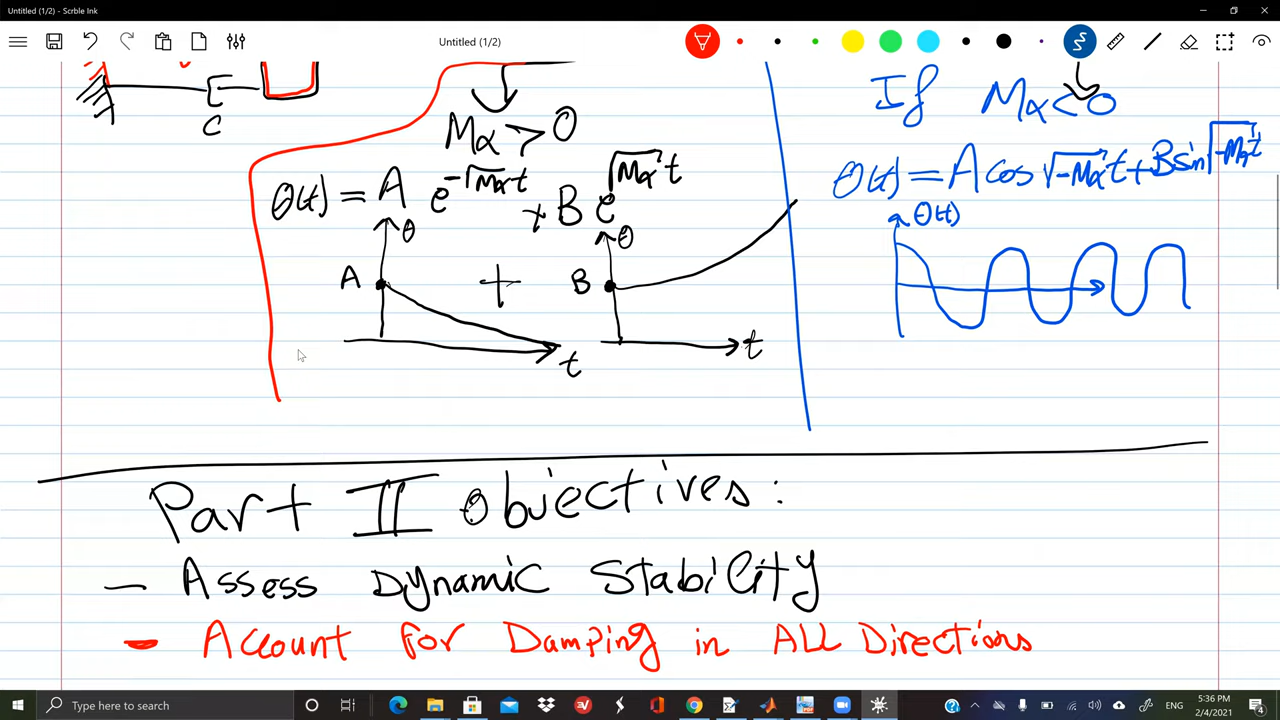 Untitled (1/2) - Scrble Ink
Untitled (1/2)
C
Mα > 0
θ(t) = A e^-√Mα t + B e^√Mα t
θ
A
t
+
θ
B
t
If Mα < 0
θ(t) = A cos √-Mα t + B sin √-Mα t
θ(t)
Part II Objectives:
- Assess Dynamic Stability
- Account for Damping in ALL Directions
Type here to search
5:36 PM
2/4/2021
4